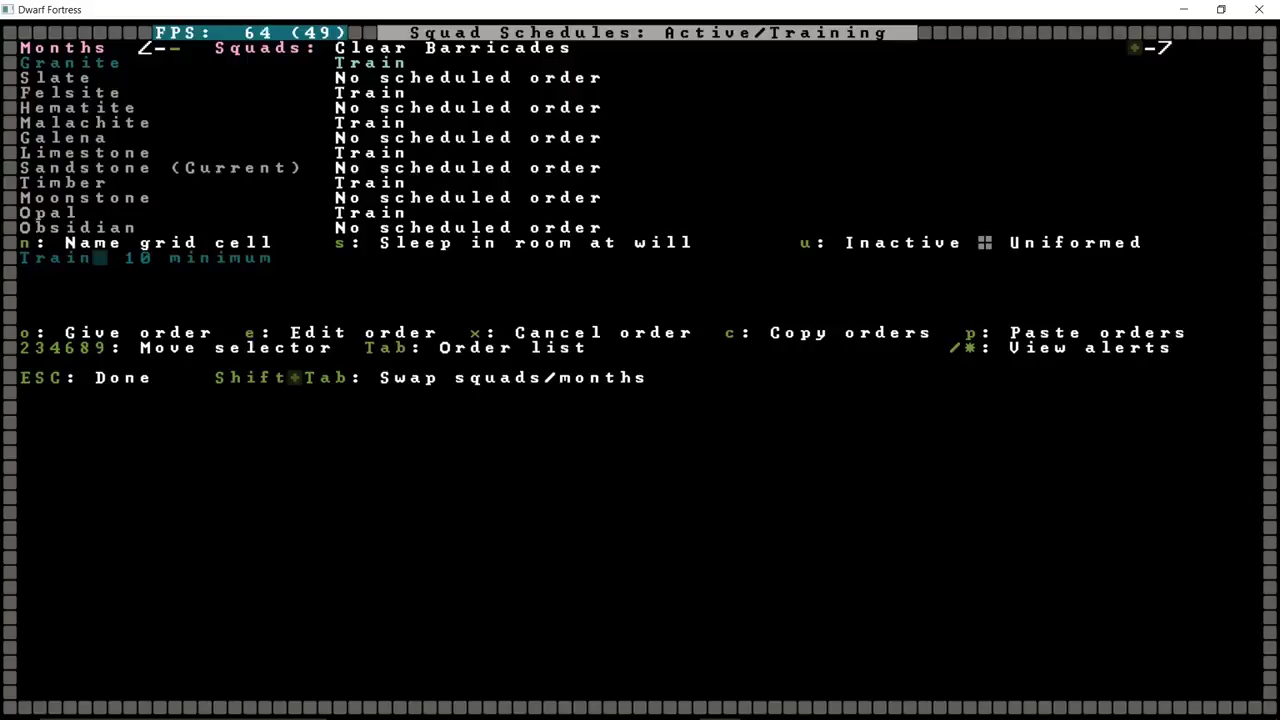 Dwarf Fortress
FPS: 64 (49) Squad Schedules: Active/Training
Months Squads: Clear Barricades
Granite Train
Slate No scheduled order
Felsite Train
Hematite No scheduled order
Malachite Train
Galena No scheduled order
Limestone Train
Sandstone (Current) No scheduled order
Timber Train
Moonstone No scheduled order
Opal Train
Obsidian No scheduled order
n: Name grid cell s: Sleep in room at will u: Inactive Uniformed
Train 10 minimum
o: Give order e: Edit order x: Cancel order c: Copy orders p: Paste orders
234689: Move selector Tab: Order list /*: View alerts
ESC: Done Shift+Tab: Swap squads/months